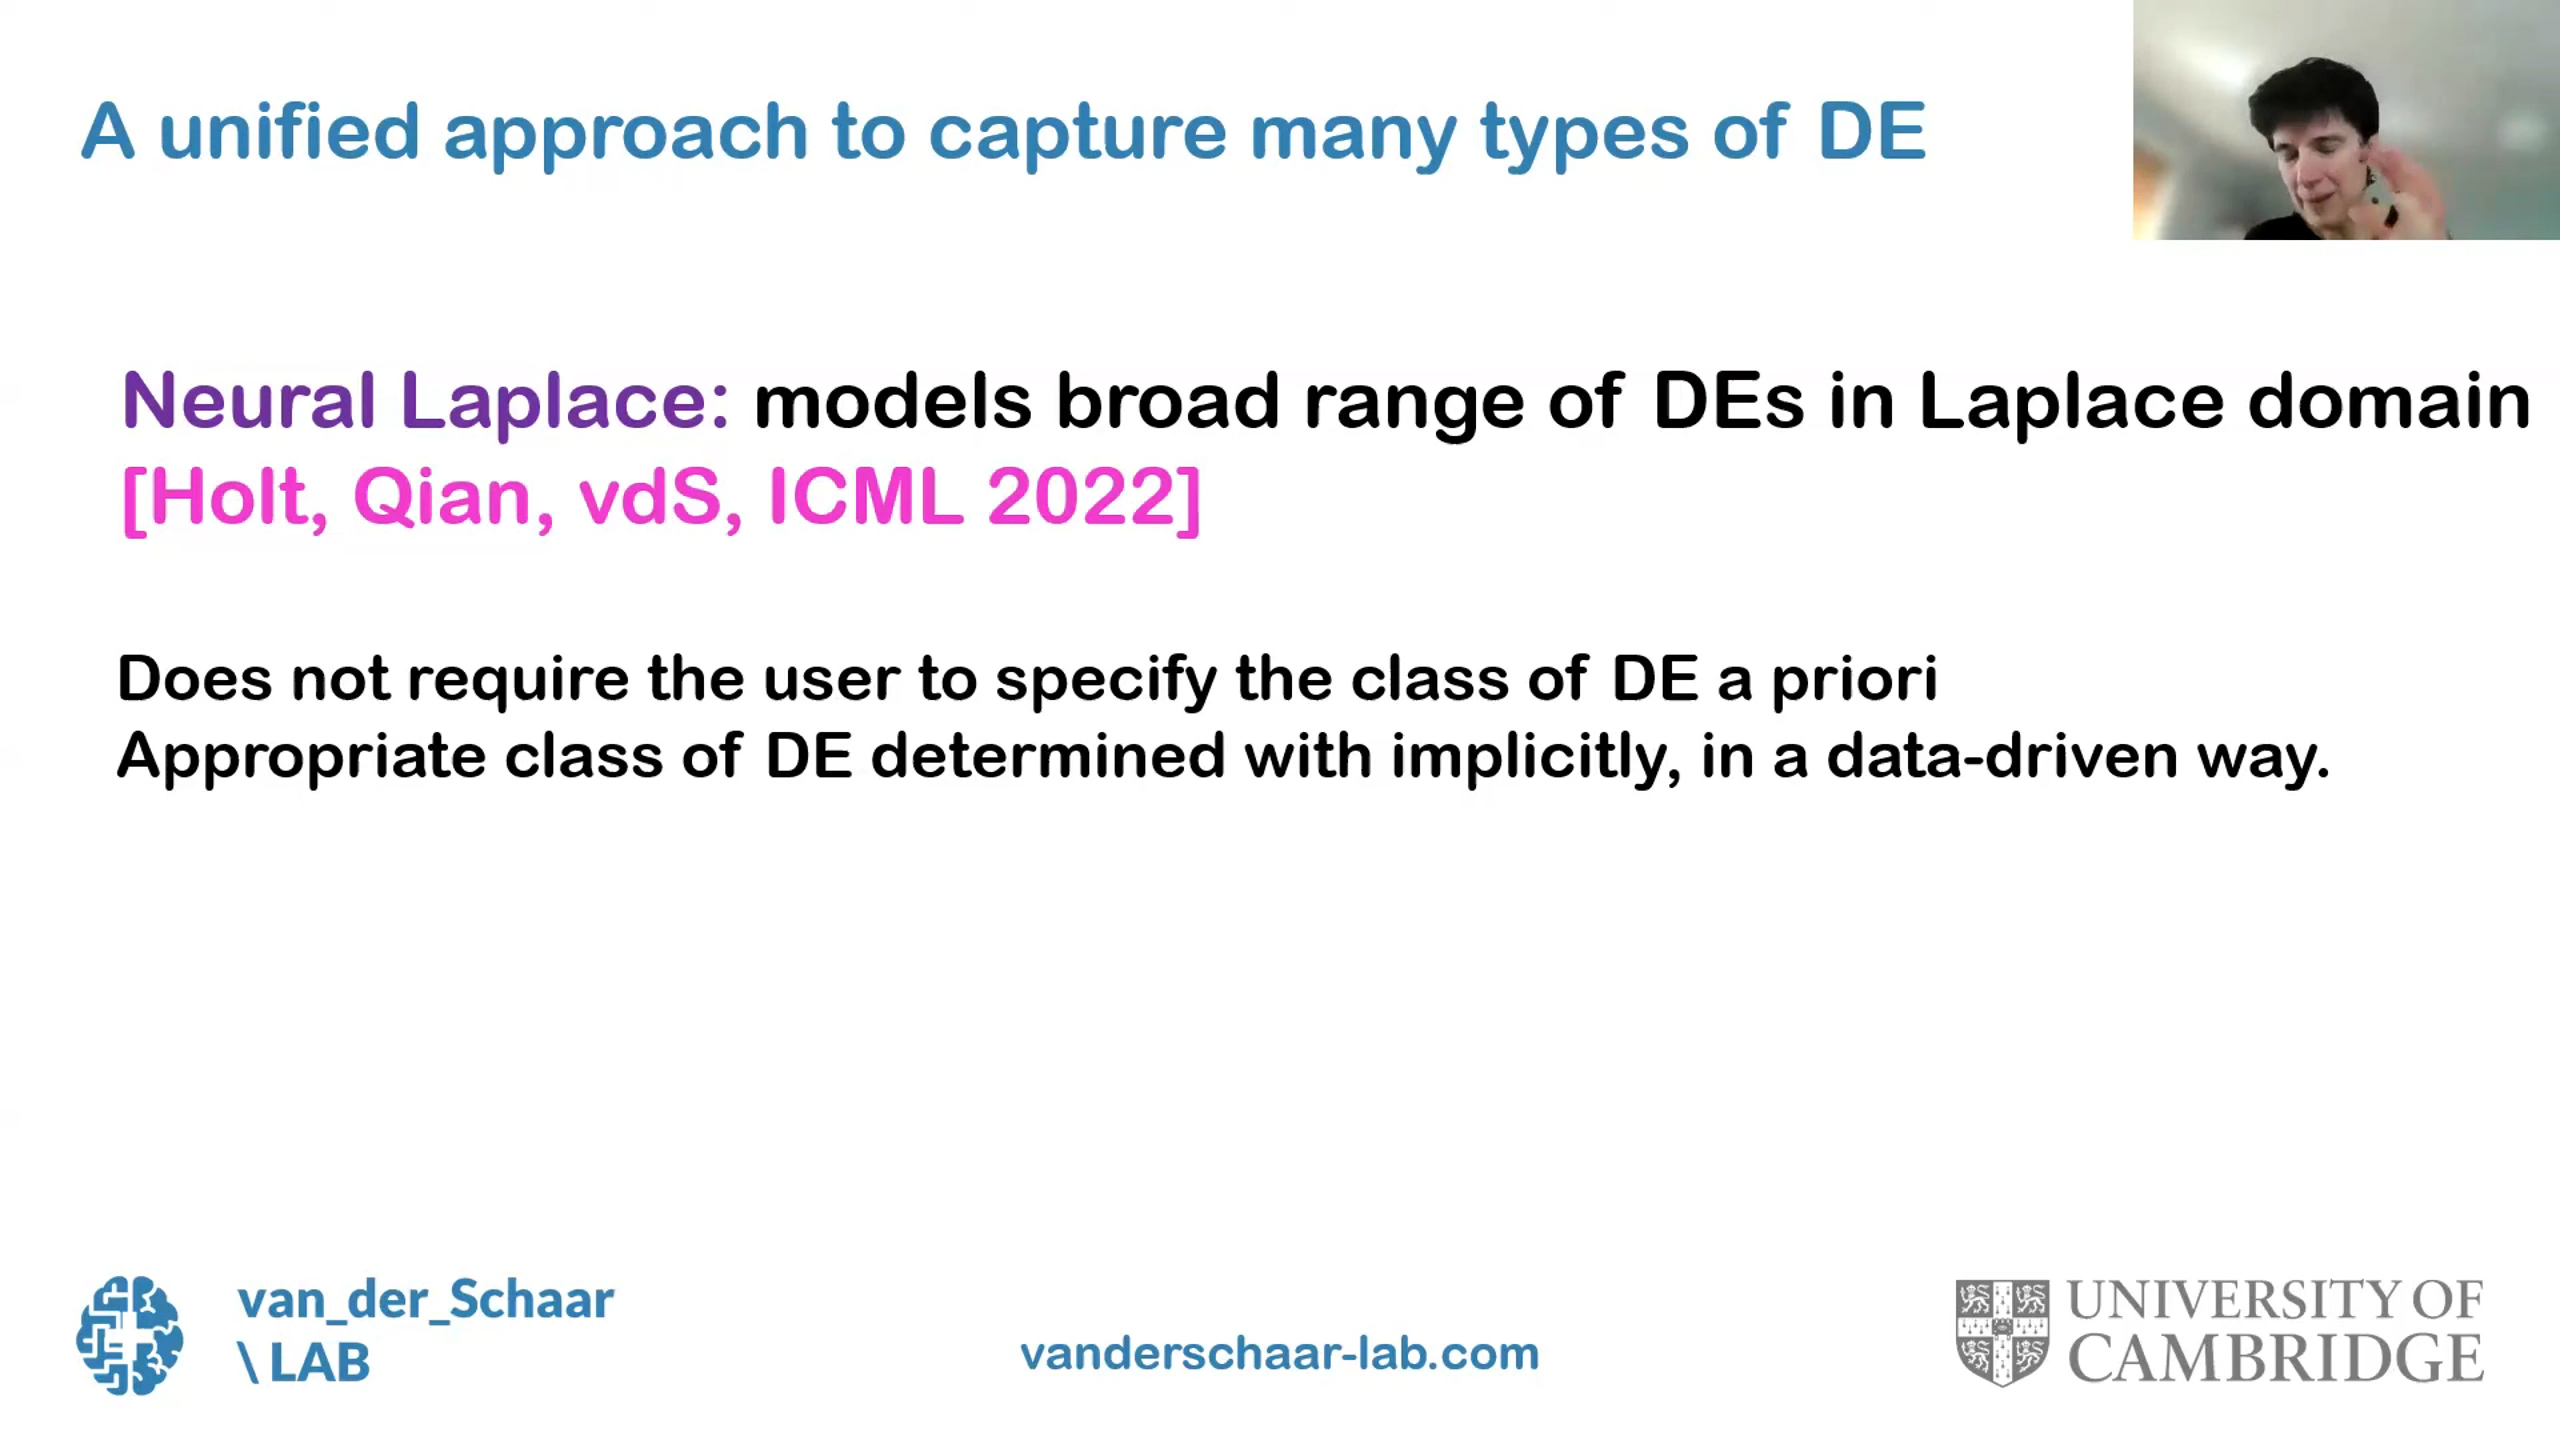 A unified approach to capture many types of DE
Neural Laplace: models broad range of DEs in Laplace domain
[Holt, Qian, vdS, ICML 2022]
Does not require the user to specify the class of DE a priori
Appropriate class of DE determined with implicitly, in a data-driven way.
van_der_Schaar
\ LAB
vanderschaar-lab.com
UNIVERSITY OF
CAMBRIDGE